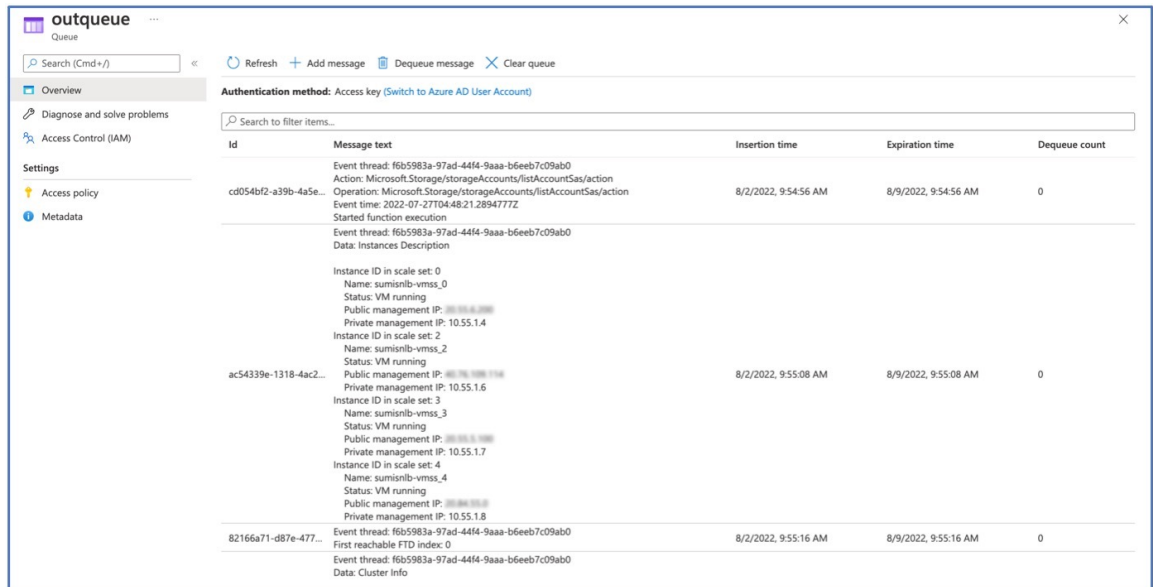 outqueue ...
Queue
Search (Cmd+/)
«
Overview
Diagnose and solve problems
Access Control (IAM)
Settings
Access policy
Metadata
Refresh Add message Dequeue message Clear queue
Authentication method: Access key (Switch to Azure AD User Account)
Search to filter items...
Id Message text Insertion time Expiration time Dequeue count
Event thread: f6b5983a-97ad-44f4-9aaa-b6eeb7c09ab0
Action: Microsoft.Storage/storageAccounts/listAccountSas/action
cd054bf2-a39b-4a5e... Operation: Microsoft.Storage/storageAccounts/listAccountSas/action 8/2/2022, 9:54:56 AM 8/9/2022, 9:54:56 AM 0
Event time: 2022-07-27T04:48:21.2894777Z
Started function execution
Event thread: f6b5983a-97ad-44f4-9aaa-b6eeb7c09ab0
Data: Instances Description
Instance ID in scale set: 0
Name: sumisnlb-vmss_0
Status: VM running
Public management IP:
Private management IP: 10.55.1.4
Instance ID in scale set: 2
Name: sumisnlb-vmss_2
Status: VM running
ac54339e-1318-4ac2... Public management IP: 8/2/2022, 9:55:08 AM 8/9/2022, 9:55:08 AM 0
Private management IP: 10.55.1.6
Instance ID in scale set: 3
Name: sumisnlb-vmss_3
Status: VM running
Public management IP:
Private management IP: 10.55.1.7
Instance ID in scale set: 4
Name: sumisnlb-vmss_4
Status: VM running
Public management IP:
Private management IP: 10.55.1.8
Event thread: f6b5983a-97ad-44f4-9aaa-b6eeb7c09ab0
82166a71-d87e-477... First reachable FTD index: 0 8/2/2022, 9:55:16 AM 8/9/2022, 9:55:16 AM 0
Event thread: f6b5983a-97ad-44f4-9aaa-b6eeb7c09ab0
Data: Cluster Info